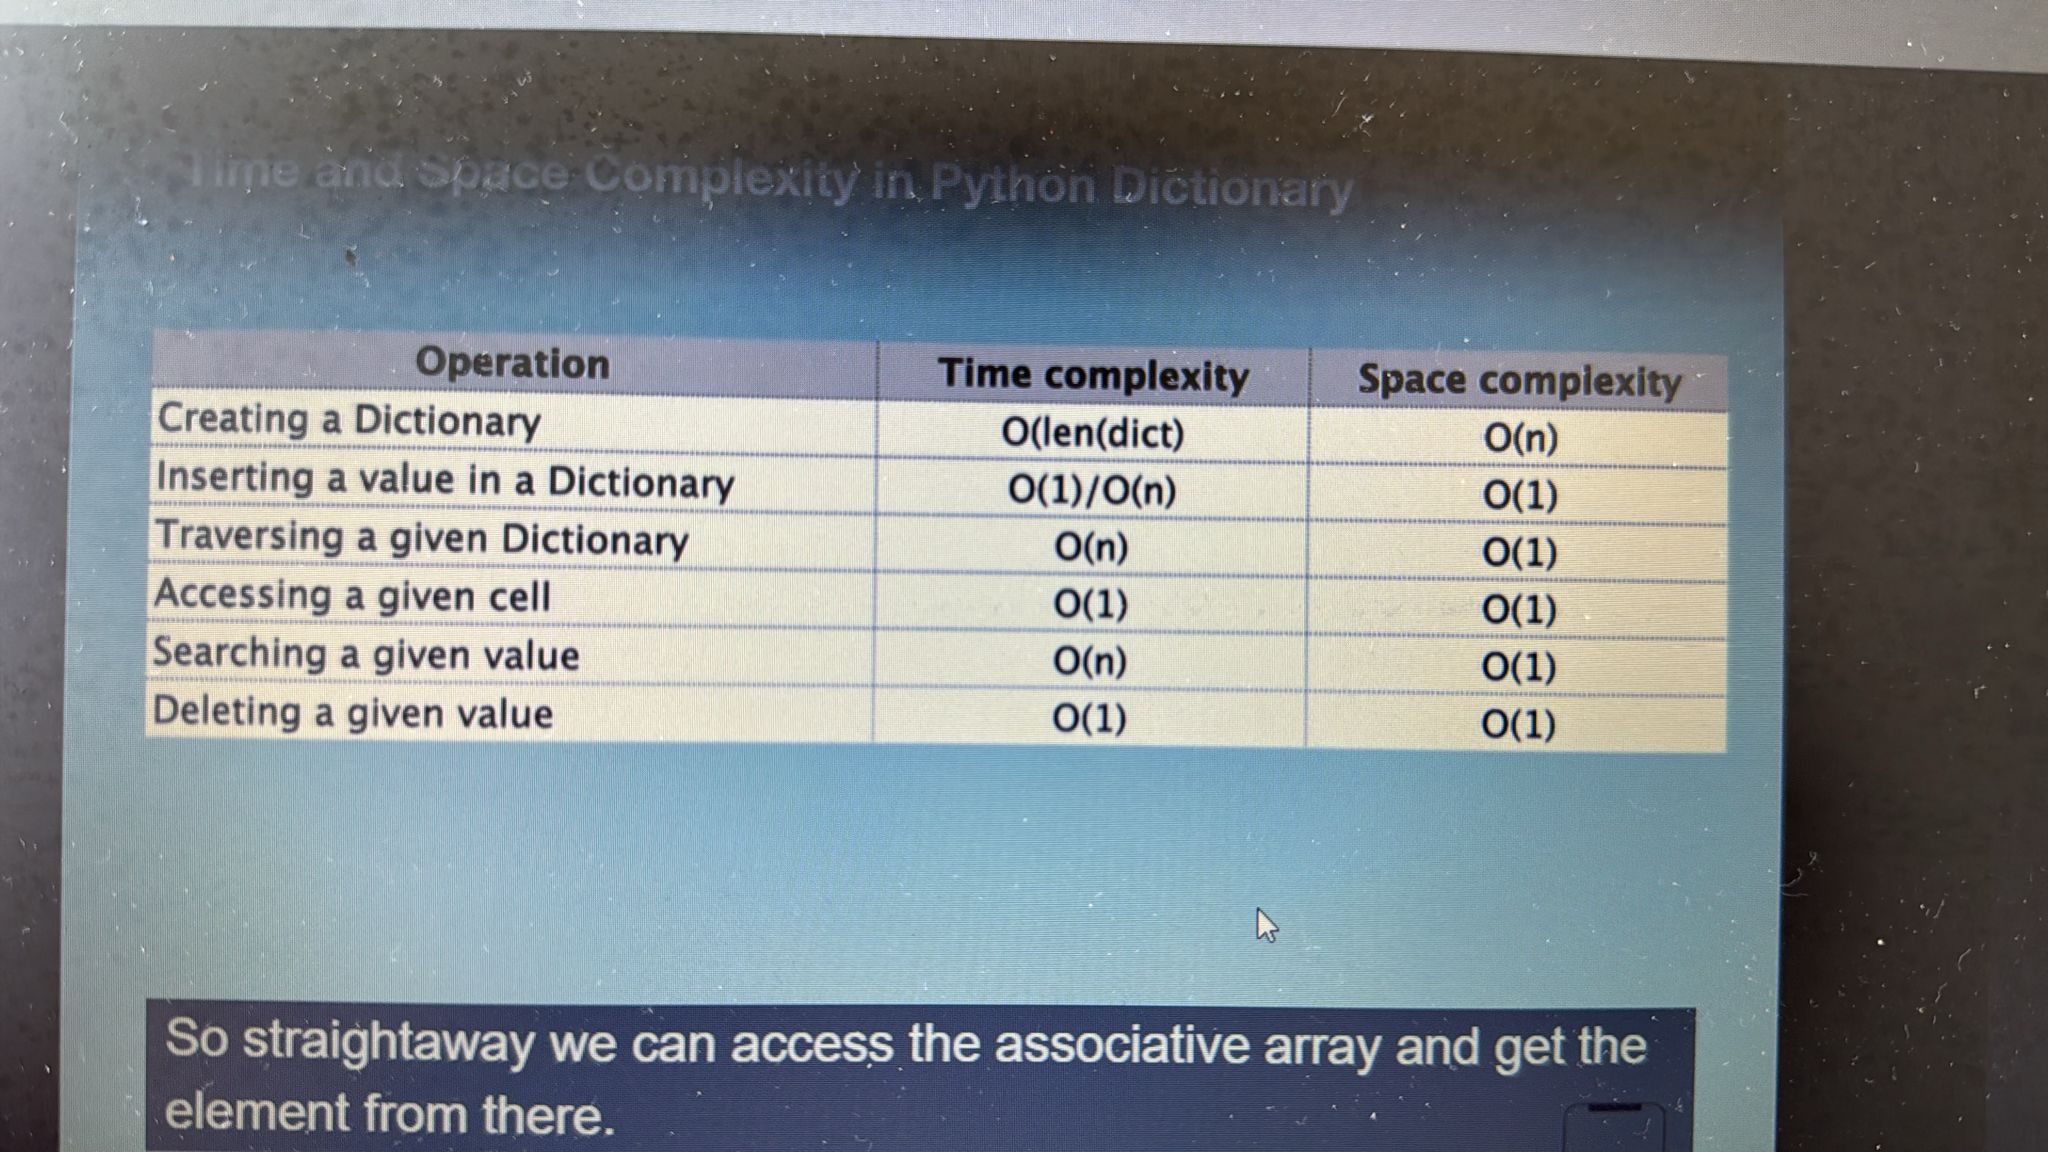 Time and Space Complexity in Python Dictionary
Operation Time complexity Space complexity
Creating a Dictionary O(len(dict) O(n)
Inserting a value in a Dictionary O(1)/O(n) O(1)
Traversing a given Dictionary O(n) O(1)
Accessing a given cell O(1) O(1)
Searching a given value O(n) O(1)
Deleting a given value O(1) O(1)
So straightaway we can access the associative array and get the
element from there.